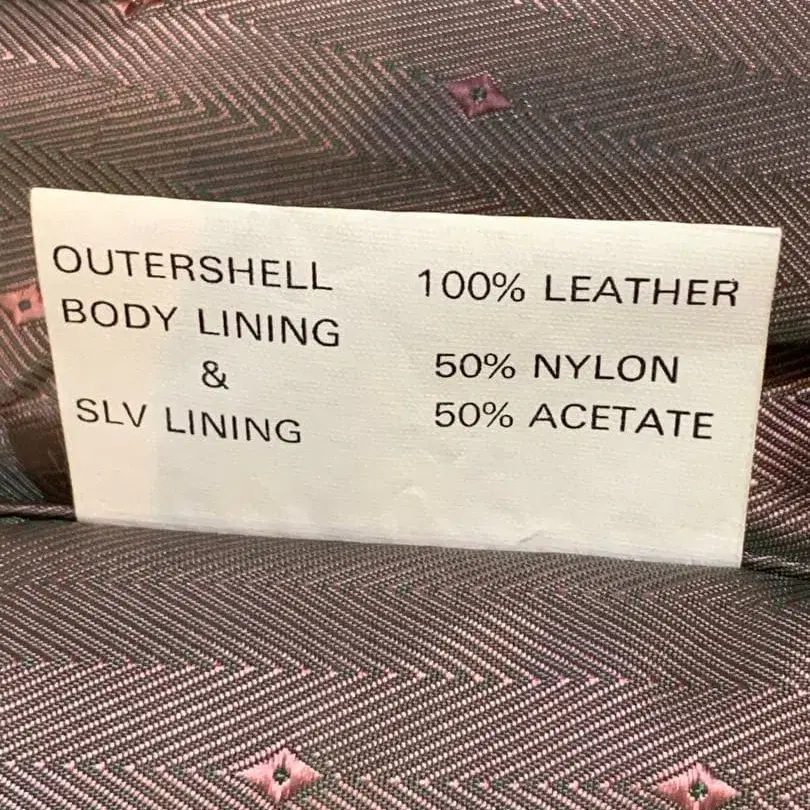 OUTERSHELL 100% LEATHER
BODY LINING
& 50% NYLON
SLV LINING 50% ACETATE